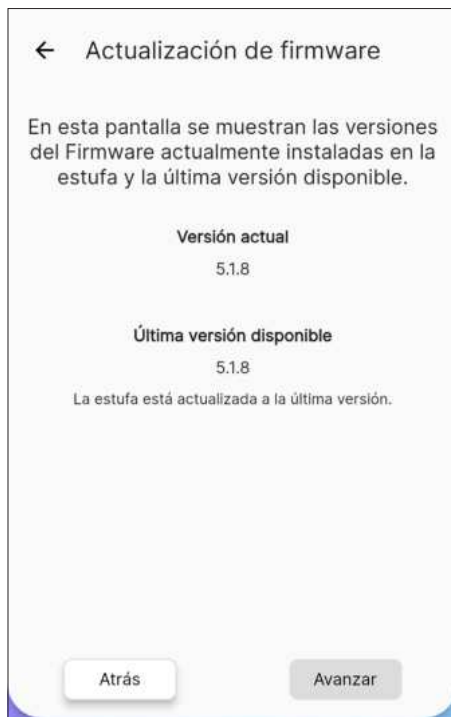 Actualización de firmware
En esta pantalla se muestran las versiones
del Firmware actualmente instaladas en la
estufa y la última versión disponible.
Versión actual
5.1.8
Última versión disponible
5.1.8
La estufa está actualizada a la última versión.
Atrás
Avanzar